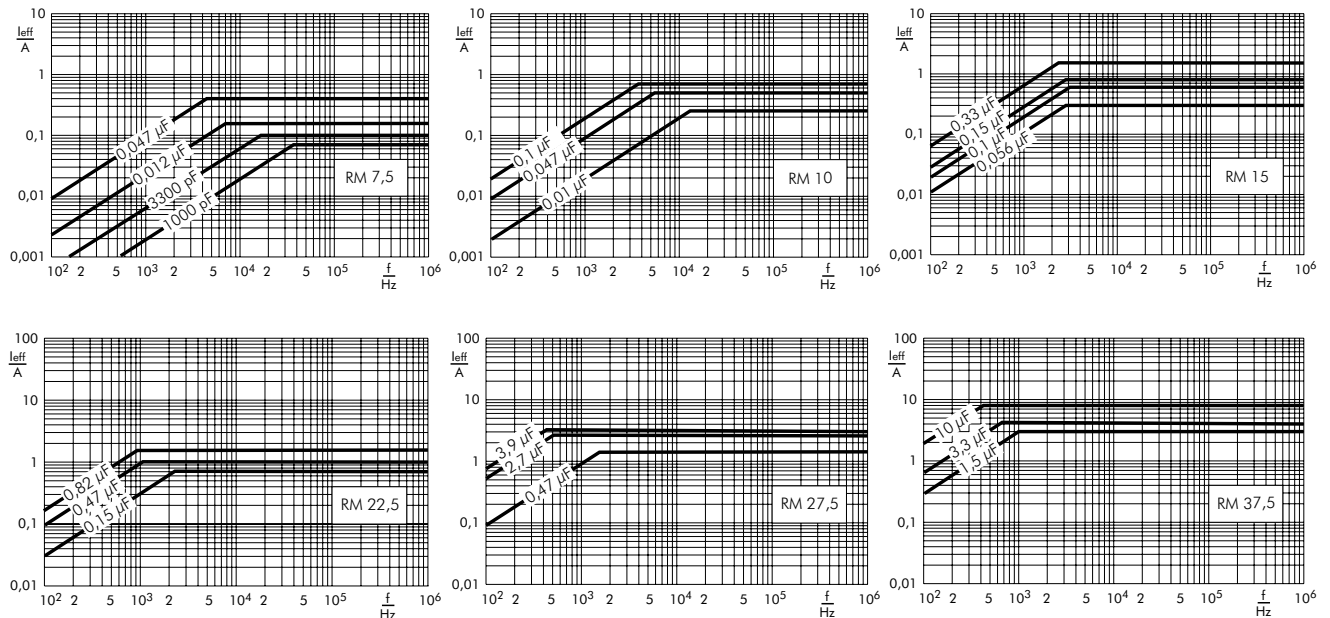 10
I eff
A
1
0,1
0,01
0,001
0,047 µF
0,012 µF
3300 pF
1000 pF
RM 7,5
10² 2 5 10³ 2 5 10⁴ 2 5 10⁵ f 10⁶
Hz
10
I eff
A
1
0,1
0,01
0,001
0,1 µF
0,047 µF
0,01 µF
RM 10
10² 2 5 10³ 2 5 10⁴ 2 5 10⁵ f 10⁶
Hz
10
I eff
A
1
0,1
0,01
0,001
0,33 µF
0,15 µF
0,1 µF
0,056 µF
RM 15
10² 2 5 10³ 2 5 10⁴ 2 5 10⁵ f 10⁶
Hz
100
I eff
A
10
1
0,1
0,01
0,82 µF
0,47 µF
0,15 µF
RM 22,5
10² 2 5 10³ 2 5 10⁴ 2 5 10⁵ f 10⁶
Hz
100
I eff
A
10
1
0,1
0,01
3,9 µF
2,7 µF
0,47 µF
RM 27,5
10² 2 5 10³ 2 5 10⁴ 2 5 10⁵ f 10⁶
Hz
100
I eff
A
10
1
0,1
0,01
10 µF
3,3 µF
1,5 µF
RM 37,5
10² 2 5 10³ 2 5 10⁴ 2 5 10⁵ f 10⁶
Hz